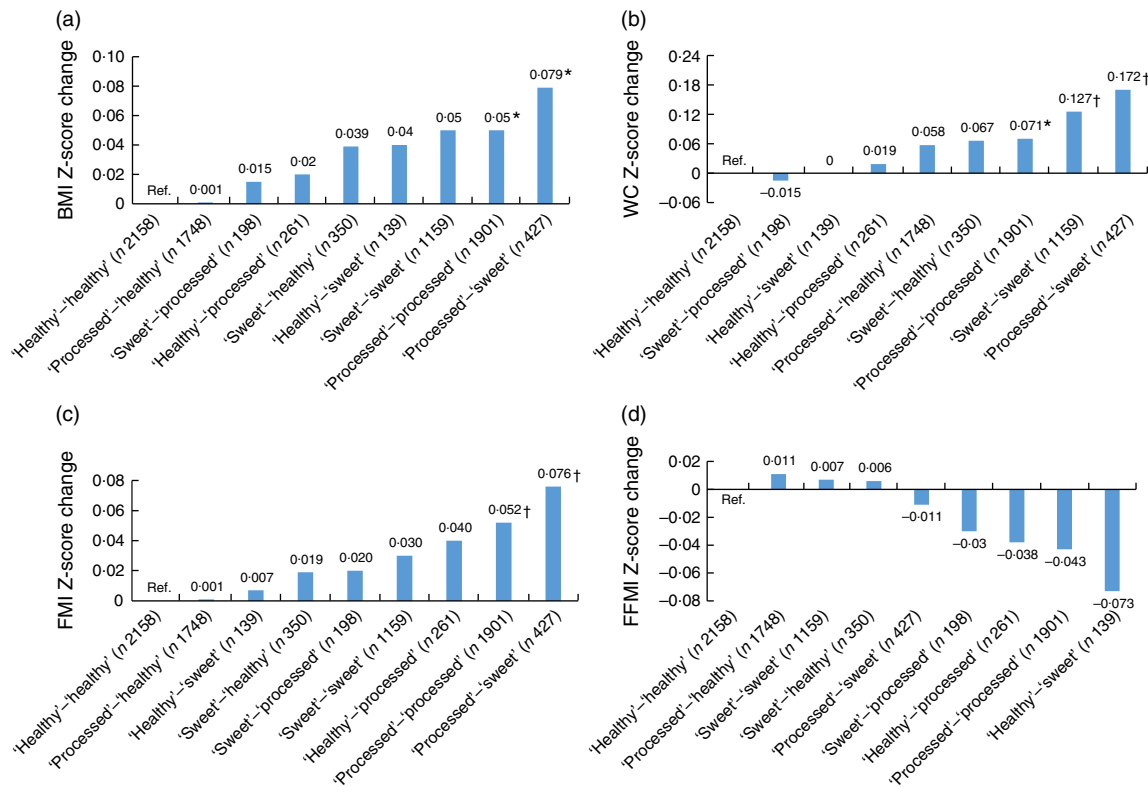 (a)
BMI Z-score change
0·10
0·08
0·06
0·04
0·02
0
Ref.
0·001
0·015
0·02
0·039
0·04
0·05
0·05 *
0·079 *
‘Healthy’–‘healthy’ (n 2158)
‘Processed’–‘healthy’ (n 1748)
‘Sweet’–‘processed’ (n 198)
‘Healthy’–‘processed’ (n 261)
‘Sweet’–‘healthy’ (n 350)
‘Healthy’–‘sweet’ (n 139)
‘Sweet’–‘sweet’ (n 1159)
‘Processed’–‘processed’ (n 1901)
‘Processed’–‘sweet’ (n 427)
(b)
WC Z-score change
0·24
0·18
0·12
0·06
0
−0·06
Ref.
−0·015
0
0·019
0·058
0·067
0·071 *
0·127 †
0·172 †
‘Healthy’–‘healthy’ (n 2158)
‘Sweet’–‘processed’ (n 198)
‘Healthy’–‘sweet’ (n 139)
‘Healthy’–‘processed’ (n 261)
‘Processed’–‘healthy’ (n 1748)
‘Sweet’–‘healthy’ (n 350)
‘Processed’–‘processed’ (n 1901)
‘Sweet’–‘sweet’ (n 1159)
‘Processed’–‘sweet’ (n 427)
(c)
FMI Z-score change
0·08
0·06
0·04
0·02
0
Ref.
0·001
0·007
0·019
0·020
0·030
0·040
0·052 †
0·076 †
‘Healthy’–‘healthy’ (n 2158)
‘Processed’–‘healthy’ (n 1748)
‘Healthy’–‘sweet’ (n 139)
‘Sweet’–‘healthy’ (n 350)
‘Sweet’–‘processed’ (n 198)
‘Sweet’–‘sweet’ (n 1159)
‘Healthy’–‘processed’ (n 261)
‘Processed’–‘processed’ (n 1901)
‘Processed’–‘sweet’ (n 427)
(d)
FFMI Z-score change
0·02
0
−0·02
−0·04
−0·06
−0·08
Ref.
0·011
0·007
0·006
−0·011
−0·03
−0·038
−0·043
−0·073
‘Healthy’–‘healthy’ (n 2158)
‘Processed’–‘healthy’ (n 1748)
‘Sweet’–‘sweet’ (n 1159)
‘Sweet’–‘healthy’ (n 350)
‘Processed’–‘sweet’ (n 427)
‘Sweet’–‘processed’ (n 198)
‘Healthy’–‘processed’ (n 261)
‘Processed’–‘processed’ (n 1901)
‘Healthy’–‘sweet’ (n 139)